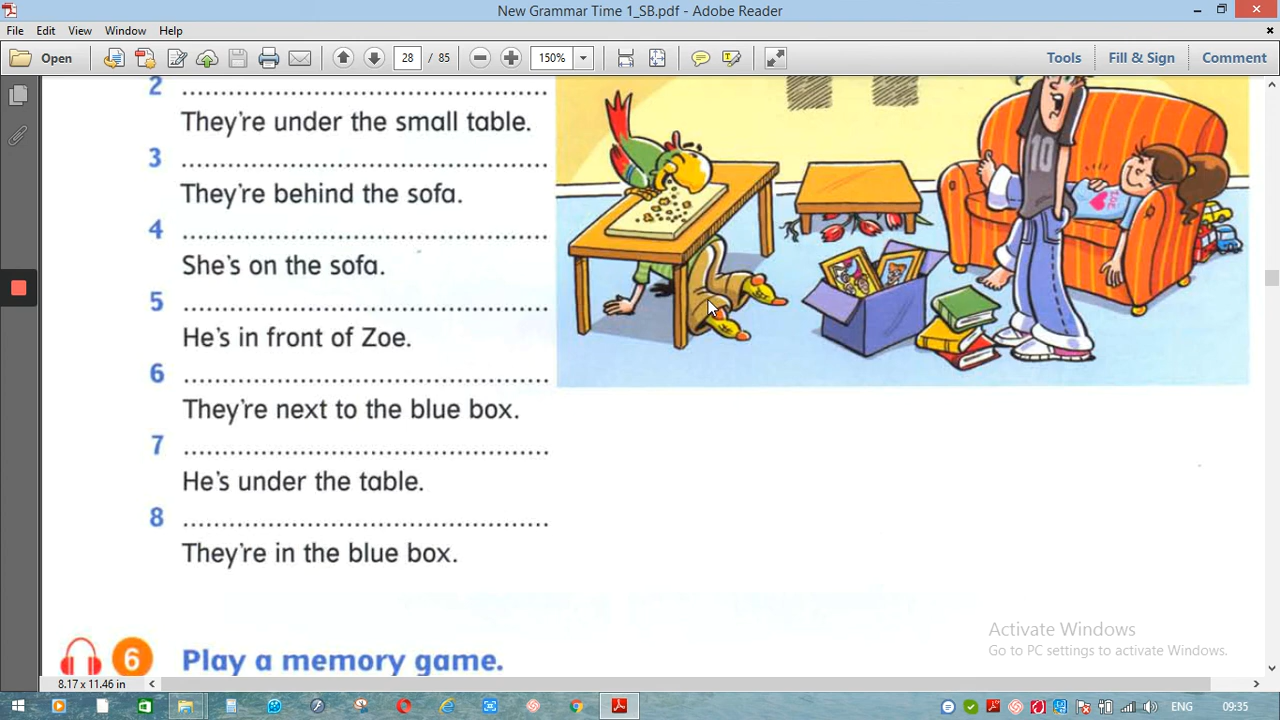 New Grammar Time 1_SB.pdf - Adobe Reader
File Edit View Window Help
Open 28 / 85 150% Tools Fill & Sign Comment
2 ................................................
They're under the small table.
3 ................................................
They're behind the sofa.
4 ................................................
She's on the sofa.
5 ................................................
He's in front of Zoe.
6 ................................................
They're next to the blue box.
7 ................................................
He's under the table.
8 ................................................
They're in the blue box.
10
6 Play a memory game.
Activate Windows
Go to PC settings to activate Windows.
8.17 x 11.46 in
ENG 09:35